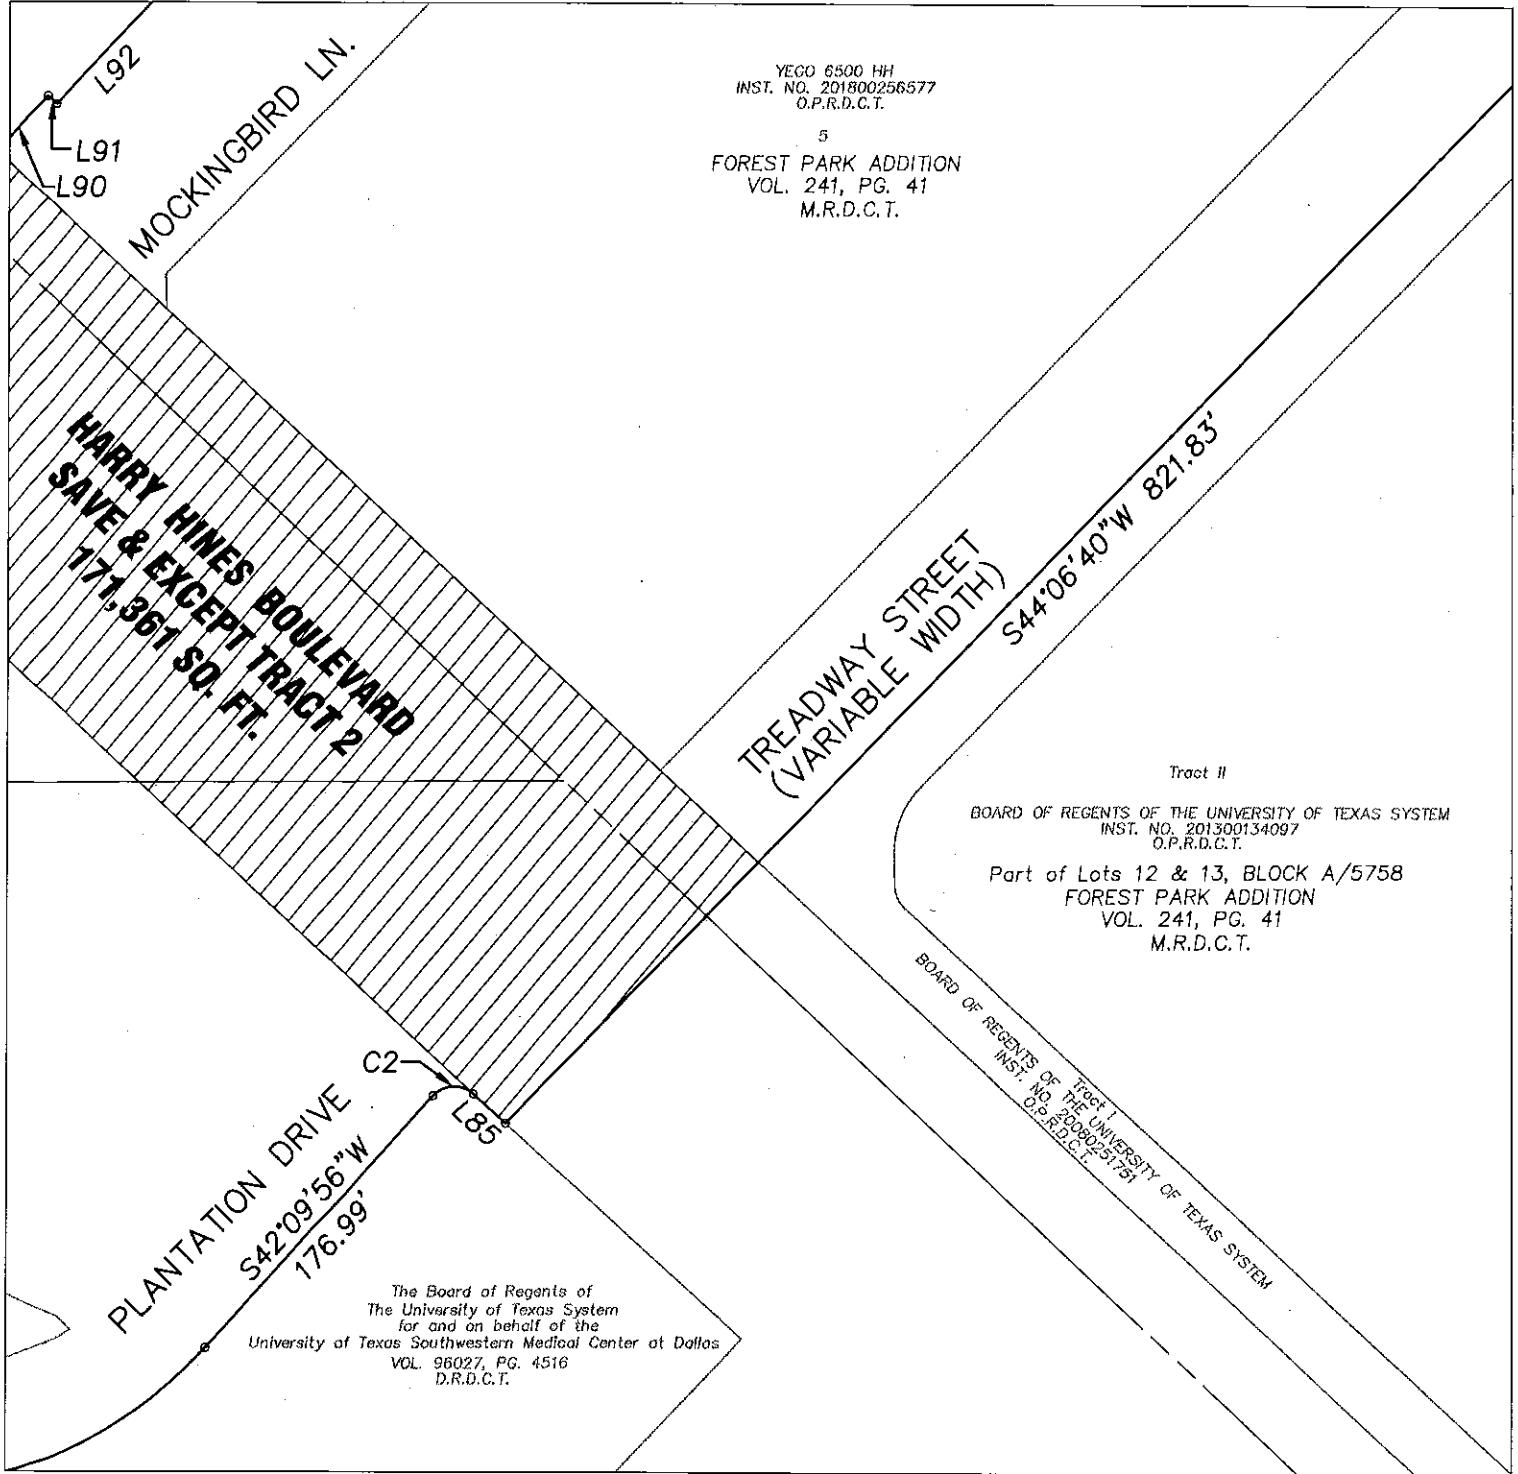 L92
L91
L90
MOCKINGBIRD LN.
YECO 6500 HH
INST. NO. 201800256577
O.P.R.D.C.T.
5
FOREST PARK ADDITION
VOL. 241, PG. 41
M.R.D.C.T.
HARRY HINES BOULEVARD
SAVE & EXCEPT TRACT 2
171,361 SQ. FT.
TREADWAY STREET
(VARIABLE WIDTH)
S44°06'40"W 821.83'
Tract II
BOARD OF REGENTS OF THE UNIVERSITY OF TEXAS SYSTEM
INST. NO. 201300134097
O.P.R.D.C.T.
Part of Lots 12 & 13, BLOCK A/5758
FOREST PARK ADDITION
VOL. 241, PG. 41
M.R.D.C.T.
Tract I
BOARD OF REGENTS OF THE UNIVERSITY OF TEXAS SYSTEM
INST. NO. 20080251751
O.P.R.D.C.T.
C2
L85
PLANTATION DRIVE
S42°09'56"W
176.99'
The Board of Regents of
The University of Texas System
for and on behalf of the
University of Texas Southwestern Medical Center at Dallas
VOL. 96027, PG. 4516
D.R.D.C.T.